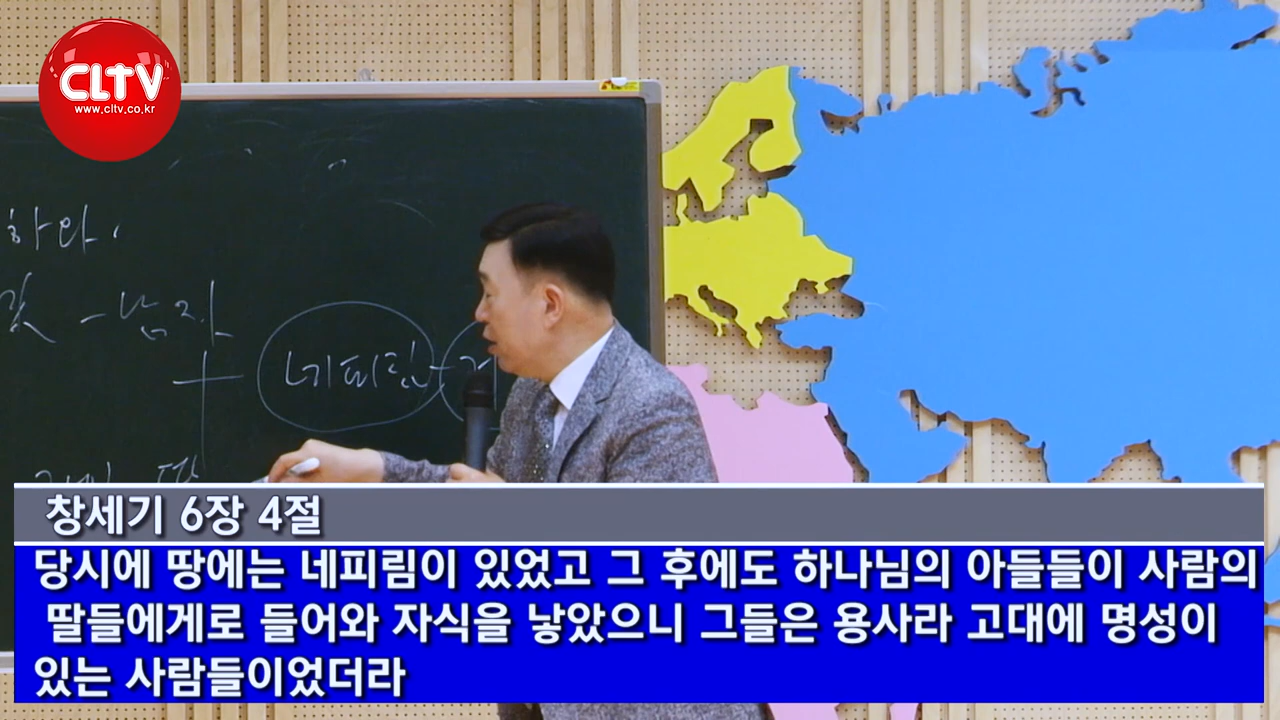 CLTV
www.cltv.co.kr
하와.
네피림
창세기 6장 4절
당시에 땅에는 네피림이 있었고 그 후에도 하나님의 아들들이 사람의
딸들에게로 들어와 자식을 낳았으니 그들은 용사라 고대에 명성이
있는 사람들이었더라